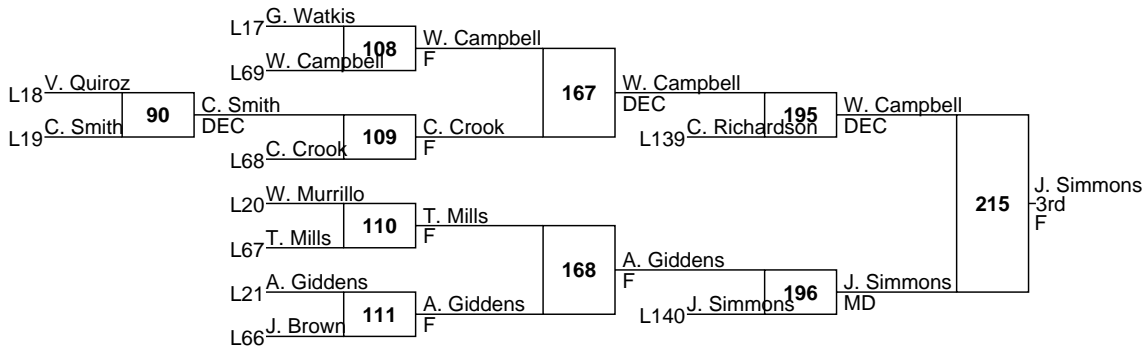 L17 G. Watkis
108
W. Campbell
F
L69 W. Campbell
L18 V. Quiroz
90
C. Smith
DEC
L19 C. Smith
109
C. Crook
F
L68 C. Crook
167
W. Campbell
DEC
L139 C. Richardson
195
W. Campbell
DEC
L20 W. Murrillo
110
T. Mills
F
L67 T. Mills
168
A. Giddens
F
L21 A. Giddens
111
A. Giddens
F
L66 J. Brown
L140 J. Simmons
196
J. Simmons
MD
215
J. Simmons
3rd
F